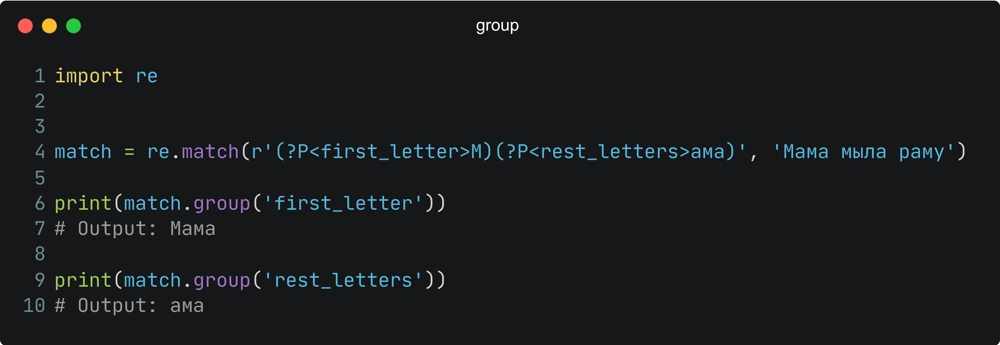 group
1 import re
2
3
4 match = re.match(r'(?P<first_letter>М)(?P<rest_letters>ама)', 'Мама мыла раму')
5
6 print(match.group('first_letter'))
7 # Output: Мама
8
9 print(match.group('rest_letters'))
10 # Output: ама